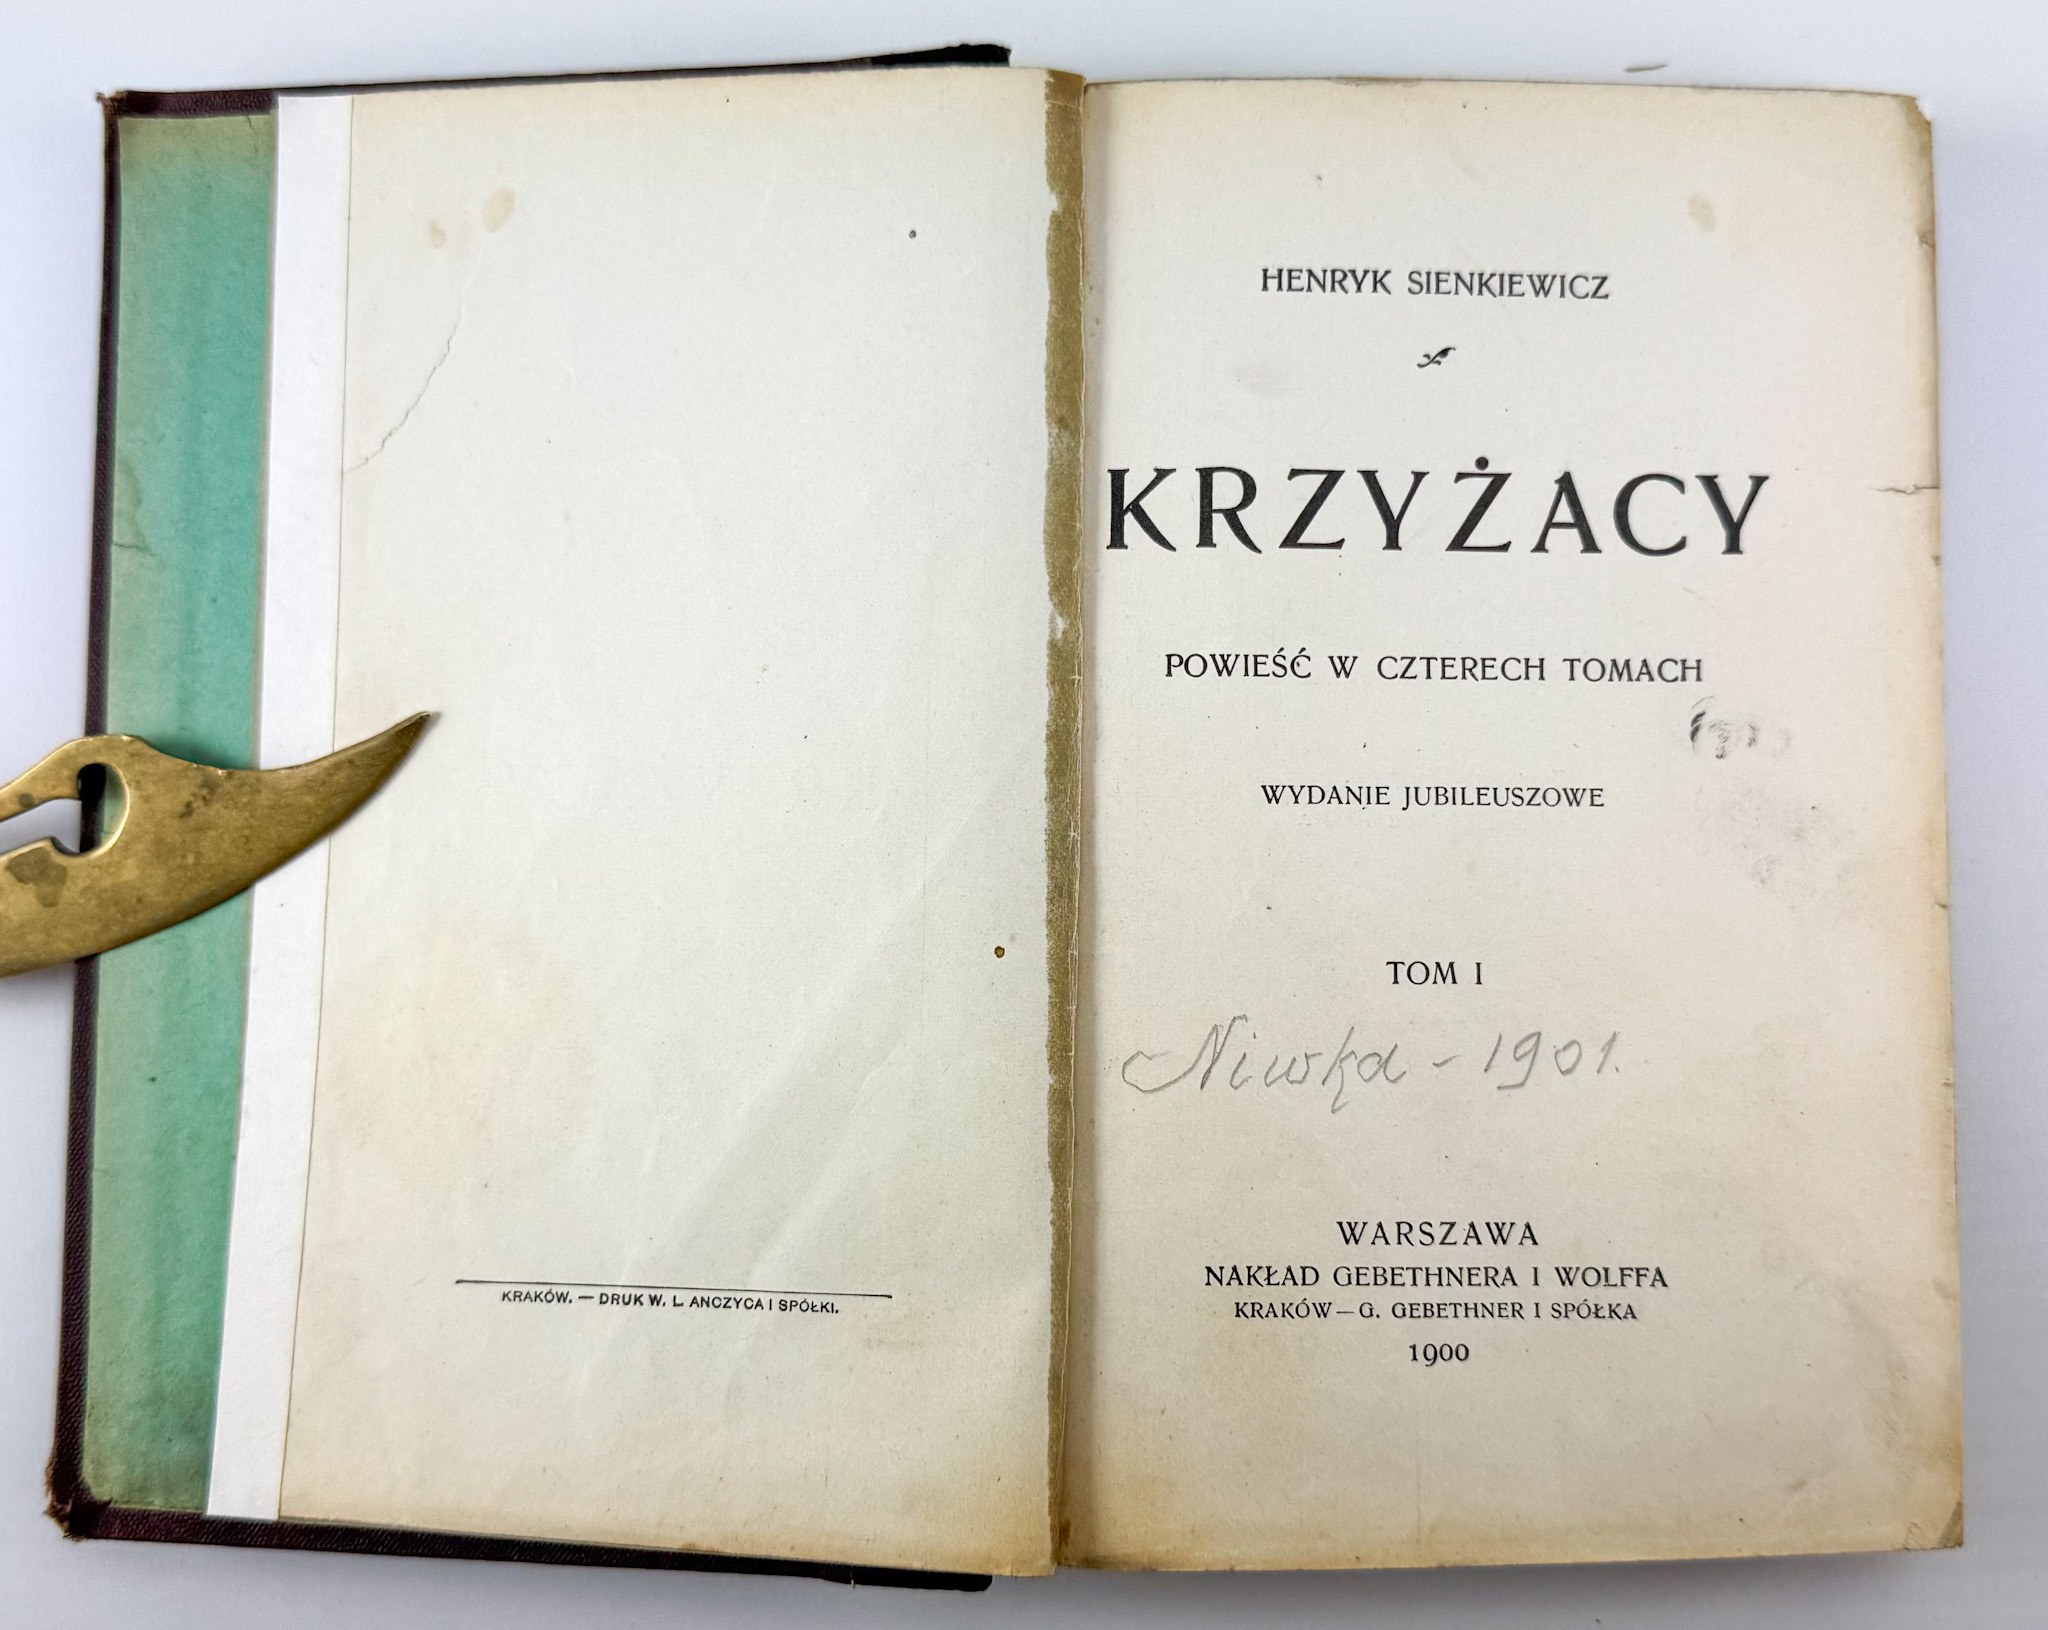 KRAKÓW. — DRUK W. L. ANCZYCA I SPÓŁKI.
HENRYK SIENKIEWICZ
KRZYŻACY
POWIEŚĆ W CZTERECH TOMACH
WYDANIE JUBILEUSZOWE
TOM I
Niwka - 1901.
WARSZAWA
NAKŁAD GEBETHNERA I WOLFFA
KRAKÓW — G. GEBETHNER I SPÓŁKA
1900